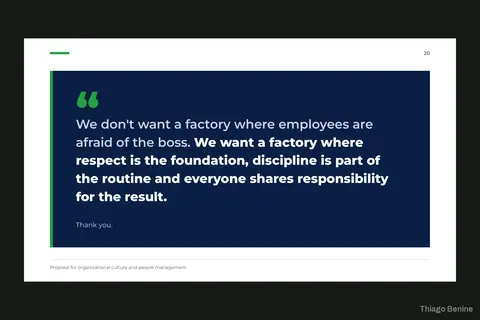 20
“
We don't want a factory where employees are
afraid of the boss. We want a factory where
respect is the foundation, discipline is part of
the routine and everyone shares responsibility
for the result.
Thank you.
Proposal for organizational culture and people management
Thiago Benine